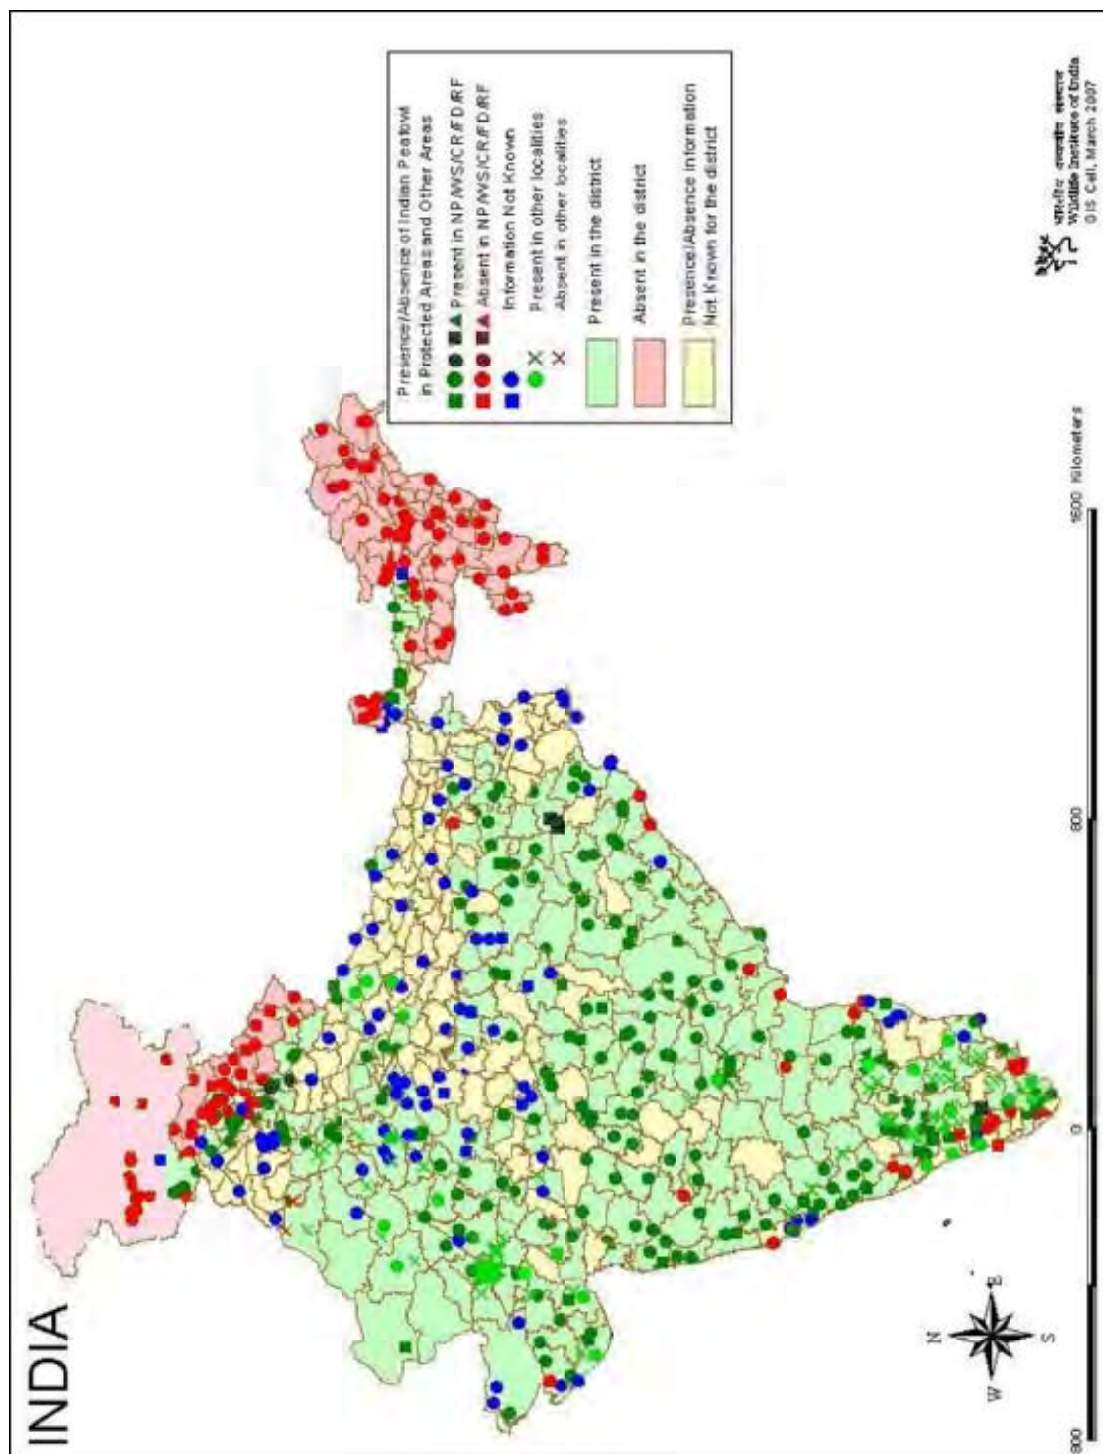 INDIA
Presence/Absence of Indian Peafowl
in Protected Areas and Other Areas
Present in NP/WS/CR/FD/RF
Absent in NP/WS/CR/FD/RF
Information Not Known
Present in other localities
Absent in other localities
Present in the district
Absent in the district
Presence/Absence information
Not Known for the district
N
W
E
S
800
0
800
1600 Kilometers
भारतीय वन्यजीव संस्थान
Wildlife Institute of India
GIS Cell, March 2007